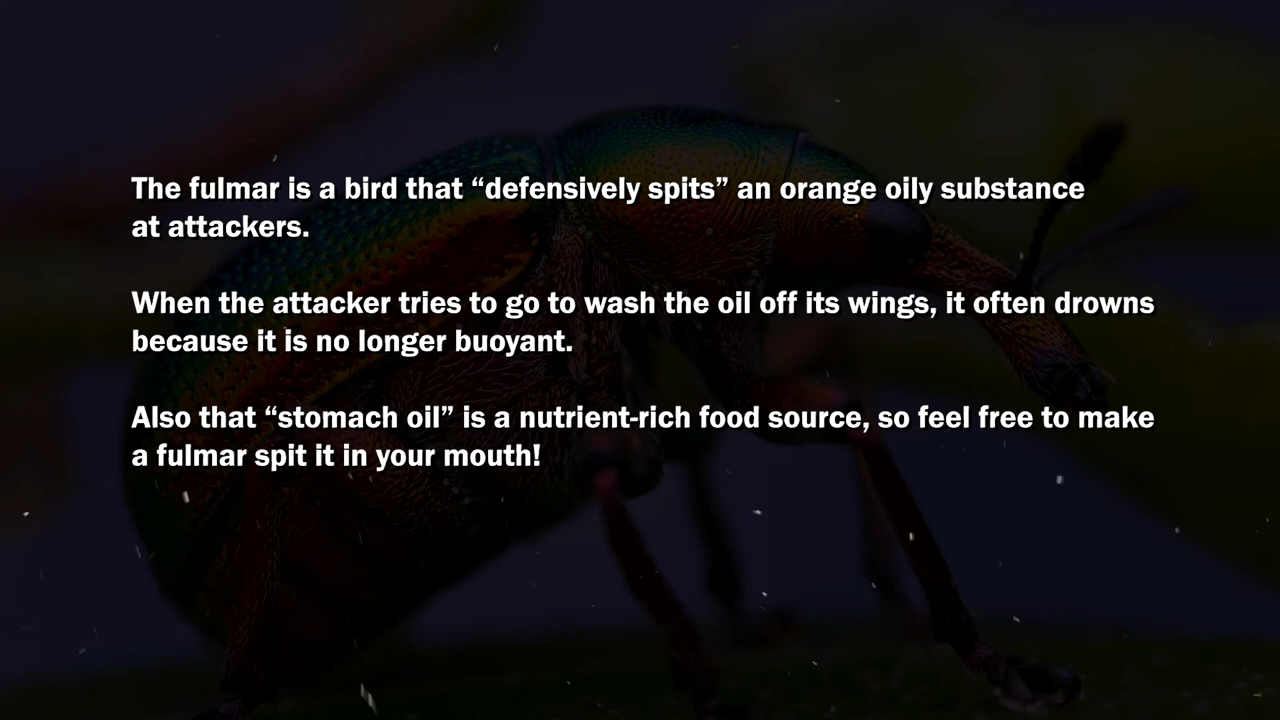 The fulmar is a bird that “defensively spits” an orange oily substance
at attackers.
When the attacker tries to go to wash the oil off its wings, it often drowns
because it is no longer buoyant.
Also that “stomach oil” is a nutrient-rich food source, so feel free to make
a fulmar spit it in your mouth!